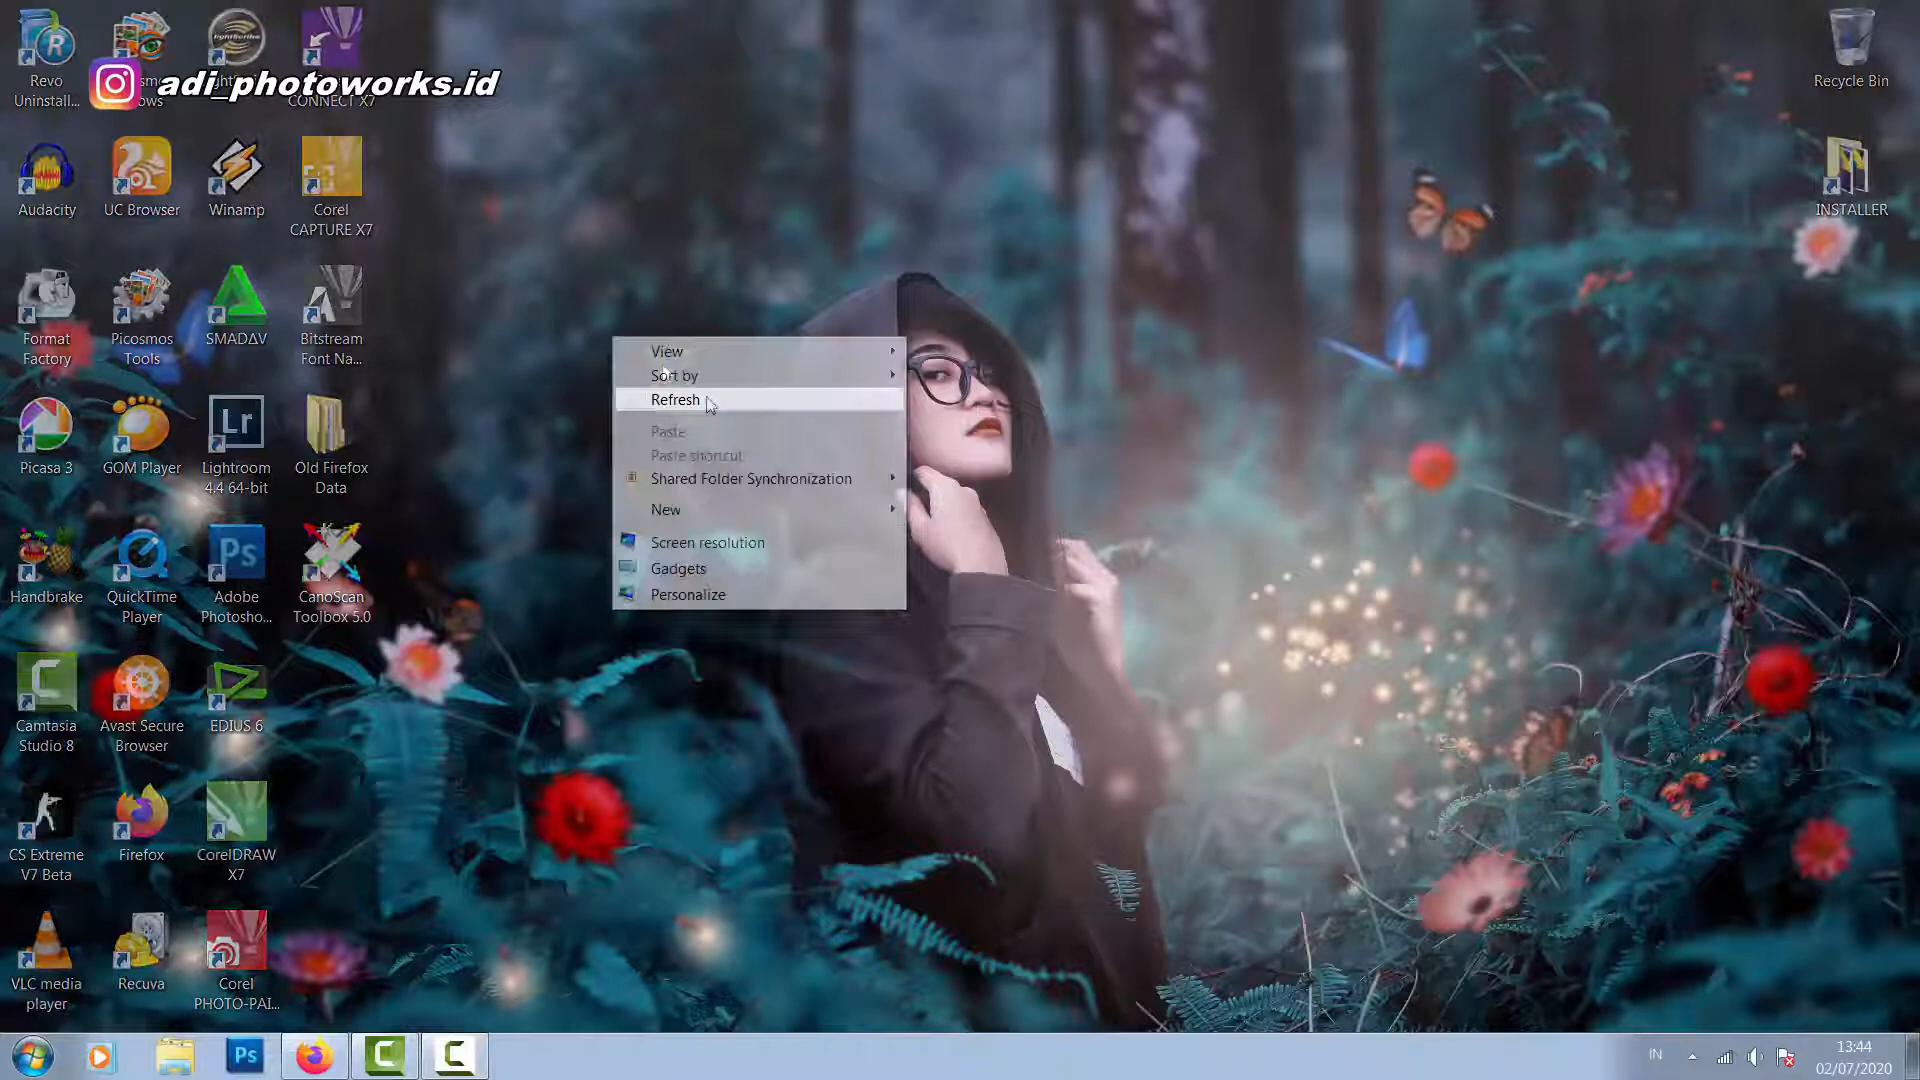 Revo
Uninstall...
CONNECT X7
adi_photoworks.id
Recycle Bin
Audacity
UC Browser
Winamp
Corel
CAPTURE X7
INSTALLER
Format
Factory
Picosmos
Tools
SMADΔV
Bitstream
Font Na...
View
Sort by
Refresh
Paste
Paste shortcut
Shared Folder Synchronization
New
Screen resolution
Gadgets
Personalize
Picasa 3
GOM Player
Lr
Lightroom
4.4 64-bit
Old Firefox
Data
Handbrake
QuickTime
Player
Ps
Adobe
Photosho...
CanoScan
Toolbox 5.0
Camtasia
Studio 8
Avast Secure
Browser
EDIUS 6
CS Extreme
V7 Beta
Firefox
CorelDRAW
X7
VLC media
player
Recuva
Corel
PHOTO-PAI...
Ps
IN
13:44
02/07/2020